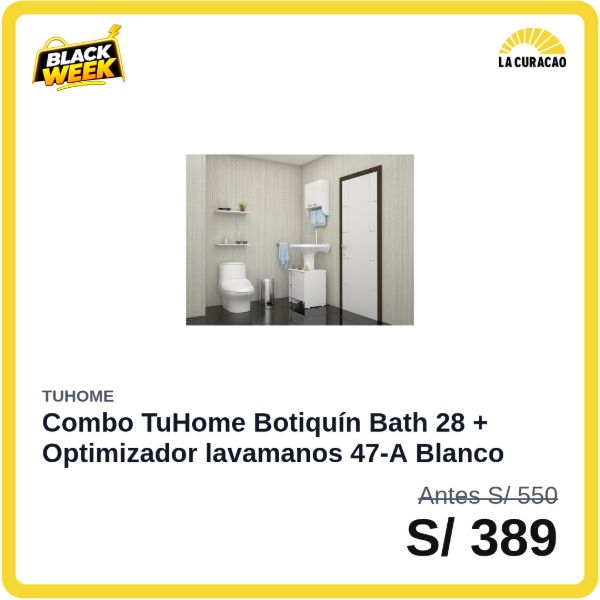 BLACK
WEEK
LA CURACAO
TUHOME
Combo TuHome Botiquín Bath 28 +
Optimizador lavamanos 47-A Blanco
Antes S/ 550
S/ 389